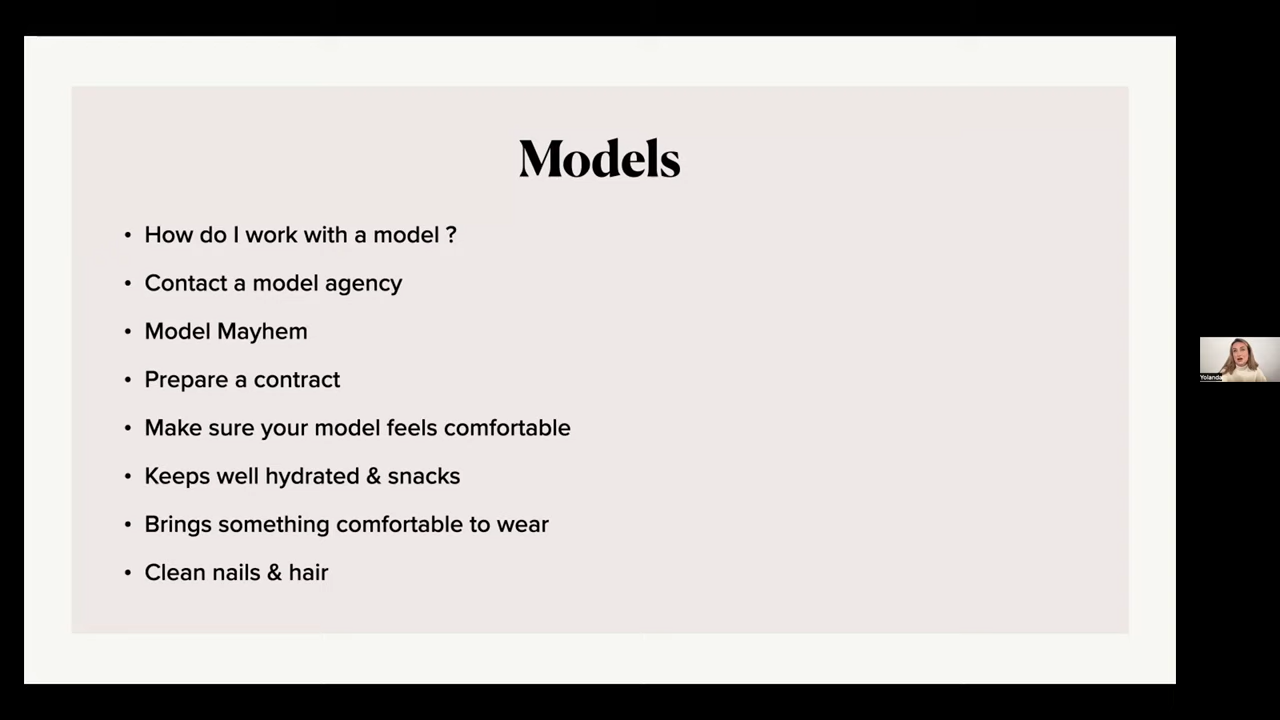 Models
• How do I work with a model ?
• Contact a model agency
• Model Mayhem
• Prepare a contract
• Make sure your model feels comfortable
• Keeps well hydrated & snacks
• Brings something comfortable to wear
• Clean nails & hair
Yolanda